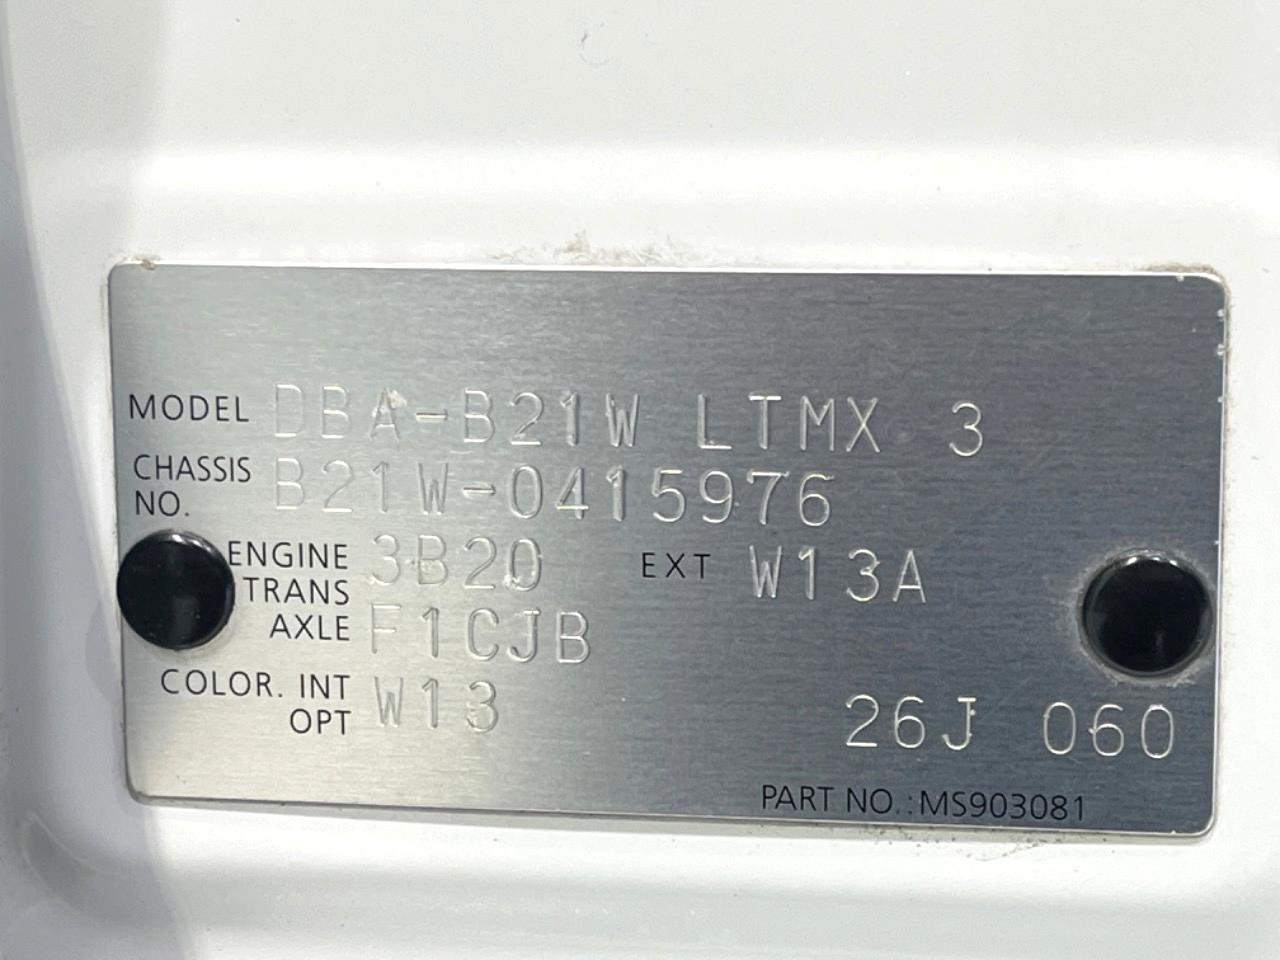 MODEL DBA-B21W LTMX 3
CHASSIS NO. B21W-0415976
ENGINE 3B20 EXT W13A
TRANS AXLE F1CJB
COLOR. INT OPT W13 26J 060
PART NO.:MS903081